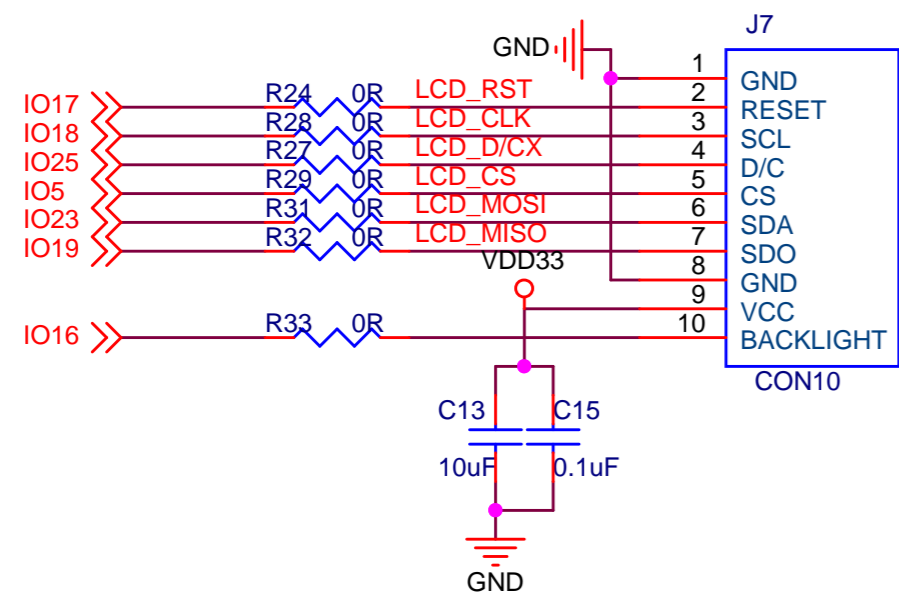 J7
GND
1 GND
IO17 R24 0R LCD_RST 2 RESET
IO18 R28 0R LCD_CLK 3 SCL
IO25 R27 0R LCD_D/CX 4 D/C
IO5 R29 0R LCD_CS 5 CS
IO23 R31 0R LCD_MOSI 6 SDA
IO19 R32 0R LCD_MISO 7 SDO
VDD33 8 GND
9 VCC
IO16 R33 0R 10 BACKLIGHT
CON10
C13 C15
10uF 0.1uF
GND